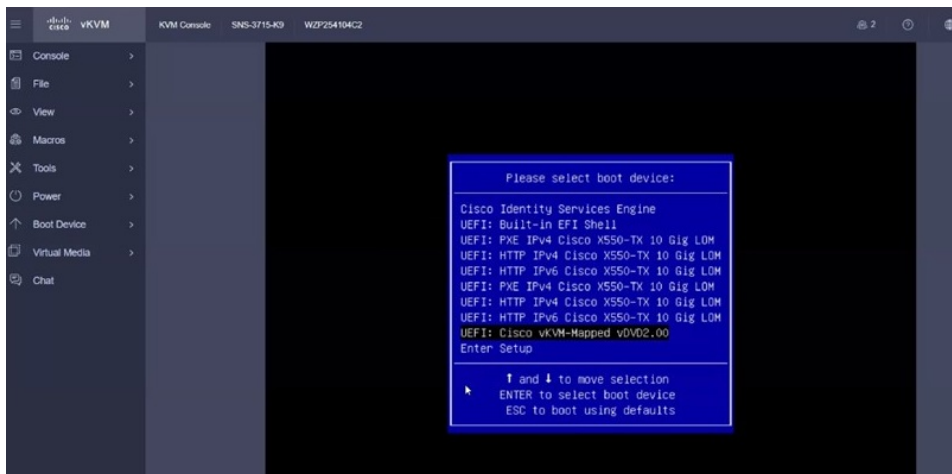 cisco vKVM
KVM Console SNS-3715-K9 WZP254104C2
2
Console
File
View
Macros
Tools
Power
Boot Device
Virtual Media
Chat
Please select boot device:
Cisco Identity Services Engine
UEFI: Built-in EFI Shell
UEFI: PXE IPv4 Cisco X550-TX 10 Gig LOM
UEFI: HTTP IPv4 Cisco X550-TX 10 Gig LOM
UEFI: HTTP IPv6 Cisco X550-TX 10 Gig LOM
UEFI: PXE IPv4 Cisco X550-TX 10 Gig LOM
UEFI: HTTP IPv4 Cisco X550-TX 10 Gig LOM
UEFI: HTTP IPv6 Cisco X550-TX 10 Gig LOM
UEFI: Cisco vKVM-Mapped vDVD2.00
Enter Setup
↑ and ↓ to move selection
ENTER to select boot device
ESC to boot using defaults